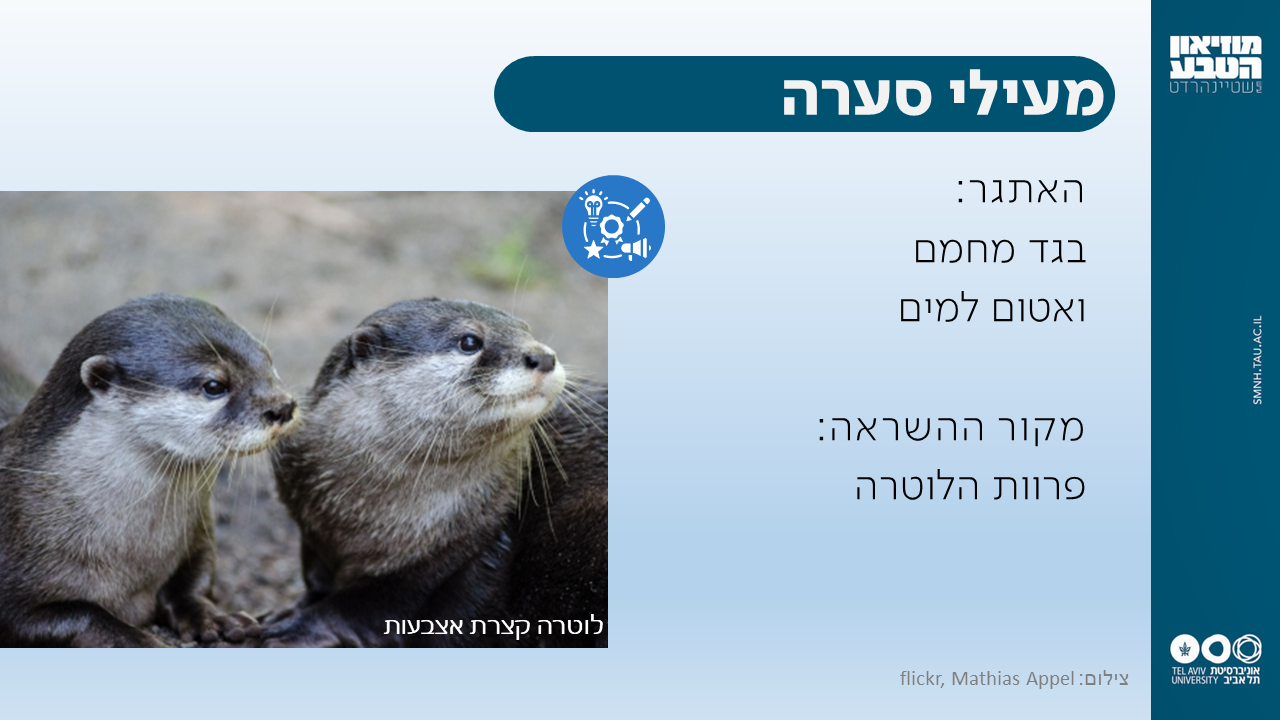 מוזיאון
הטבע
שטיינהרדט
מעילי סערה
האתגר:
בגד מחמם
ואטום למים
מקור ההשראה:
פרוות הלוטרה
לוטרה קצרת אצבעות
צילום: flickr, Mathias Appel
SMNH.TAU.AC.IL
אוניברסיטת תל אביב
TEL AVIV UNIVERSITY